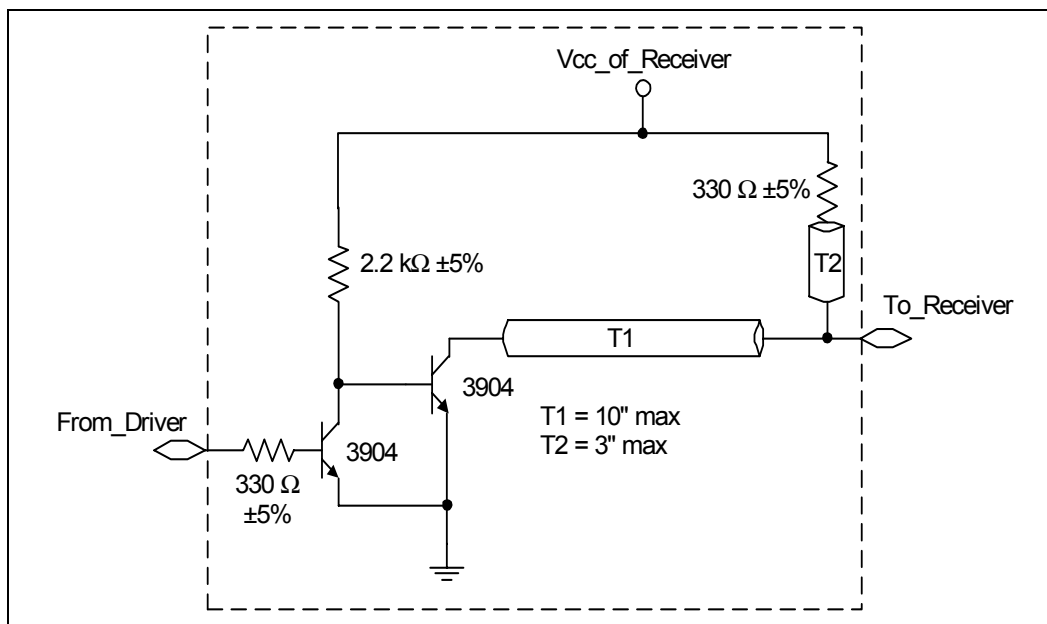 Vcc_of_Receiver
330 Ω ±5%
T2
2.2 kΩ ±5%
To_Receiver
T1
3904
T1 = 10" max
T2 = 3" max
From_Driver
3904
330 Ω
±5%